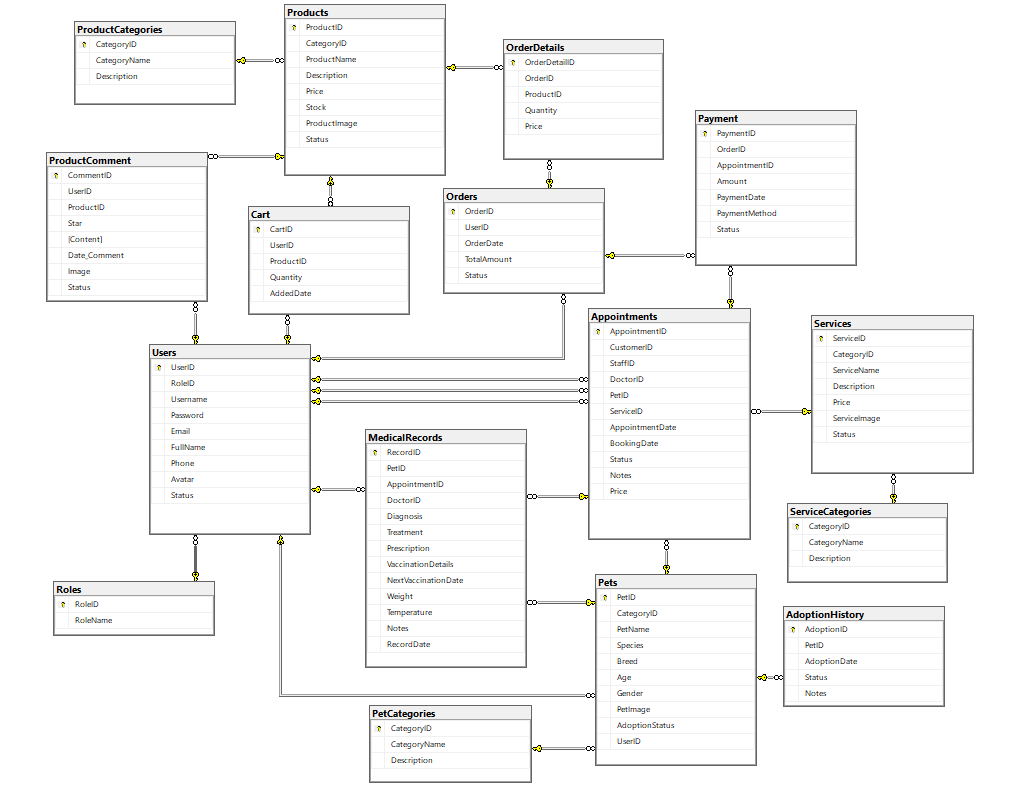 ProductCategories
CategoryID
CategoryName
Description
Products
ProductID
CategoryID
ProductName
Description
Price
Stock
ProductImage
Status
OrderDetails
OrderDetailID
OrderID
ProductID
Quantity
Price
Payment
PaymentID
OrderID
AppointmentID
Amount
PaymentDate
PaymentMethod
Status
ProductComment
CommentID
UserID
ProductID
Star
[Content]
Date_Comment
Image
Status
Cart
CartID
UserID
ProductID
Quantity
AddedDate
Orders
OrderID
UserID
OrderDate
TotalAmount
Status
Users
UserID
RoleID
Username
Password
Email
FullName
Phone
Avatar
Status
Appointments
AppointmentID
CustomerID
StaffID
DoctorID
PetID
ServiceID
AppointmentDate
BookingDate
Status
Notes
Price
Services
ServiceID
CategoryID
ServiceName
Description
Price
ServiceImage
Status
MedicalRecords
RecordID
PetID
AppointmentID
DoctorID
Diagnosis
Treatment
Prescription
VaccinationDetails
NextVaccinationDate
Weight
Temperature
Notes
RecordDate
ServiceCategories
CategoryID
CategoryName
Description
Roles
RoleID
RoleName
Pets
PetID
CategoryID
PetName
Species
Breed
Age
Gender
PetImage
AdoptionStatus
UserID
AdoptionHistory
AdoptionID
PetID
AdoptionDate
Status
Notes
PetCategories
CategoryID
CategoryName
Description